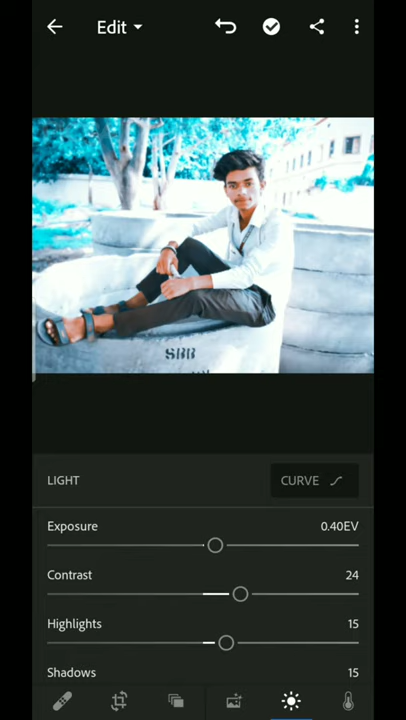 Edit
SBB
LIGHT
CURVE
Exposure 0.40EV
Contrast 24
Highlights 15
Shadows 15